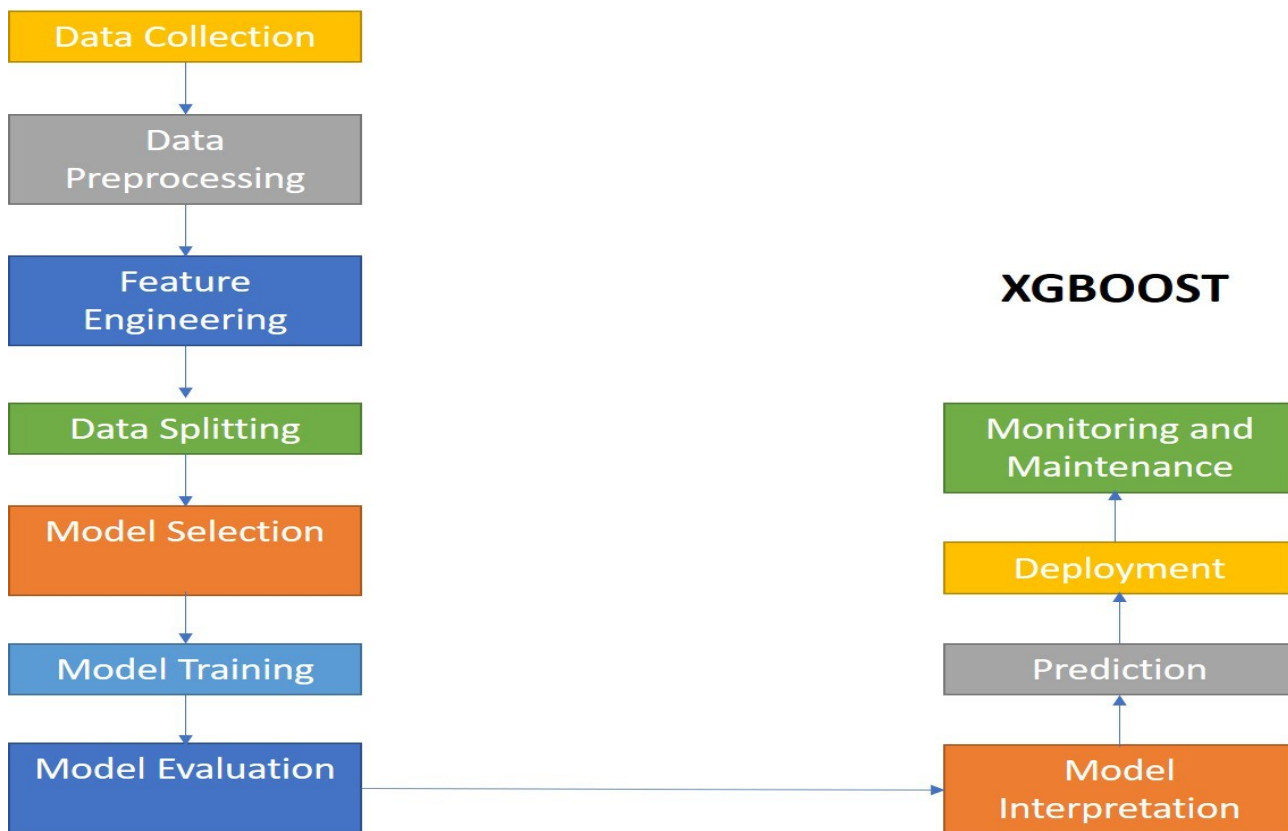 Data Collection
Data
Preprocessing
Feature
Engineering
Data Splitting
Model Selection
Model Training
Model Evaluation
XGBOOST
Monitoring and
Maintenance
Deployment
Prediction
Model
Interpretation